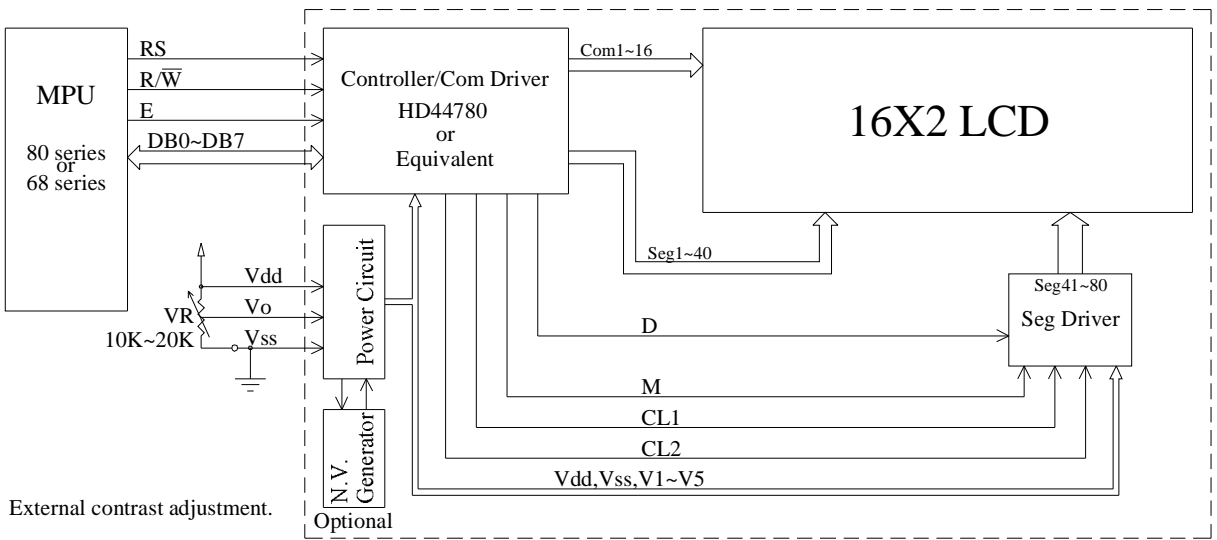 MPU
80 series
or
68 series
RS
R/W̅
E
DB0~DB7
Controller/Com Driver
HD44780
or
Equivalent
Com1~16
16X2 LCD
Seg1~40
Seg41~80
Seg Driver
Vdd
Vo
Vss
VR
10K~20K
Power Circuit
N.V.
Generator
Optional
D
M
CL1
CL2
Vdd,Vss,V1~V5
External contrast adjustment.